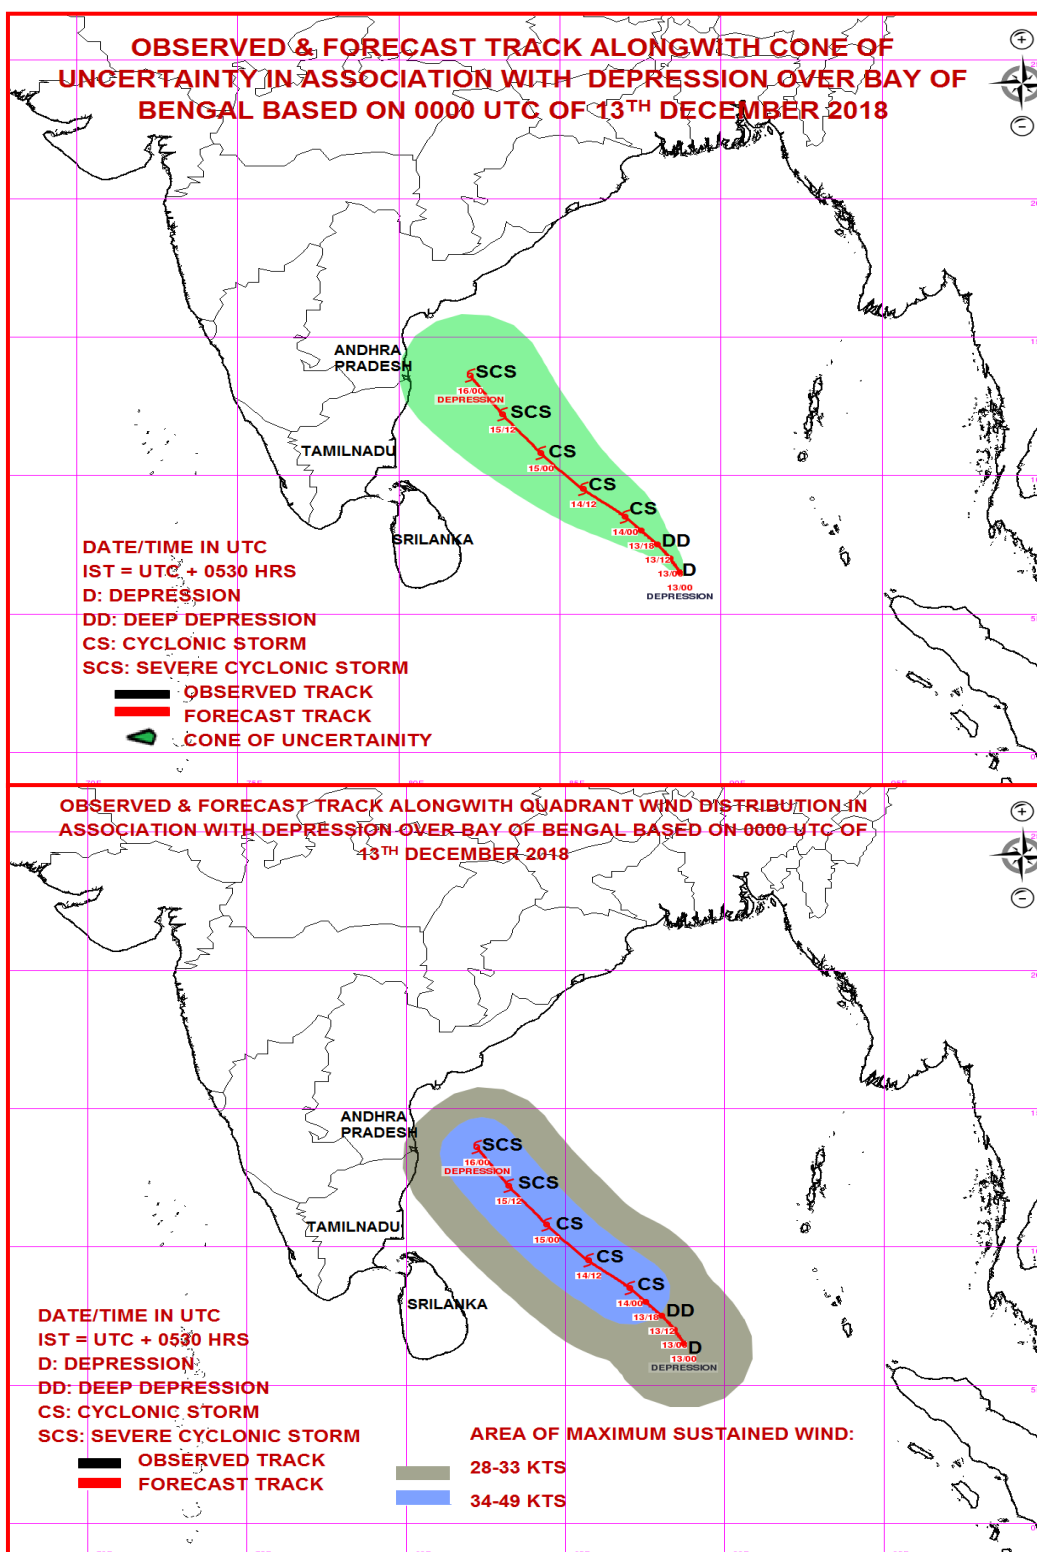 OBSERVED & FORECAST TRACK ALONGWITH CONE OF
UNCERTAINTY IN ASSOCIATION WITH DEPRESSION OVER BAY OF
BENGAL BASED ON 0000 UTC OF 13TH DECEMBER 2018
ANDHRA
PRADESH
SCS
16/00
DEPRESSION
SCS
15/12
TAMILNADU
CS
15/00
CS
14/12
CS
14/00
SRILANKA
DD
13/18
13/12
D
13/00
DEPRESSION
DATE/TIME IN UTC
IST = UTC + 0530 HRS
D: DEPRESSION
DD: DEEP DEPRESSION
CS: CYCLONIC STORM
SCS: SEVERE CYCLONIC STORM
OBSERVED TRACK
FORECAST TRACK
CONE OF UNCERTAINITY
OBSERVED & FORECAST TRACK ALONGWITH QUADRANT WIND DISTRIBUTION IN
ASSOCIATION WITH DEPRESSION OVER BAY OF BENGAL BASED ON 0000 UTC OF
13TH DECEMBER 2018
ANDHRA
PRADESH
SCS
16/00
DEPRESSION
SCS
15/12
TAMILNADU
CS
15/00
CS
14/12
CS
14/00
SRILANKA
DD
13/18
13/12
D
13/00
DEPRESSION
DATE/TIME IN UTC
IST = UTC + 0530 HRS
D: DEPRESSION
DD: DEEP DEPRESSION
CS: CYCLONIC STORM
SCS: SEVERE CYCLONIC STORM
OBSERVED TRACK
FORECAST TRACK
AREA OF MAXIMUM SUSTAINED WIND:
28-33 KTS
34-49 KTS